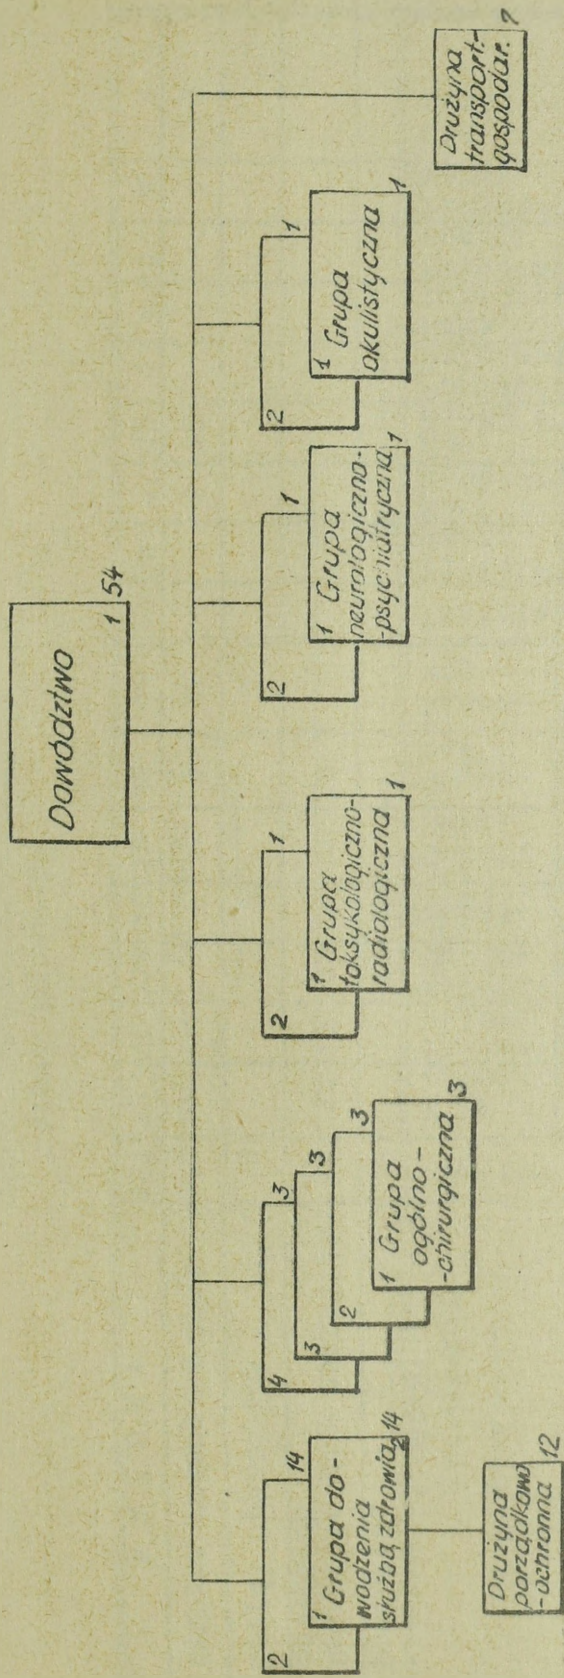 Dowództwo
1 54
2
14
1 Grupa do-
wodzenia
służbą zdrowia
2 14
Drużyna
porządkowo
-ochronna
12
4
3
3
3
2
3
1 Grupa
ogólno-
-chirurgiczna
3
2
1
1 Grupa
toksykologiczno-
radiologiczna
1
2
1
1 Grupa
neurologiczno-
-psychiatryczna
1
2
1
1 Grupa
okulistyczna
1
Drużyna
transport.-
gospodar.